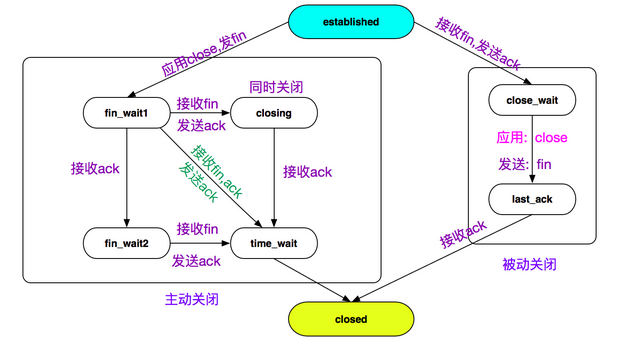 established
应用close,发fin
接收fin,发送ack
同时关闭
fin_wait1
接收fin
发送ack
closing
close_wait
应用: close
发送: fin
接收ack
接收fin,ack
发送ack
接收ack
last_ack
fin_wait2
接收fin
发送ack
time_wait
接收ack
被动关闭
主动关闭
closed